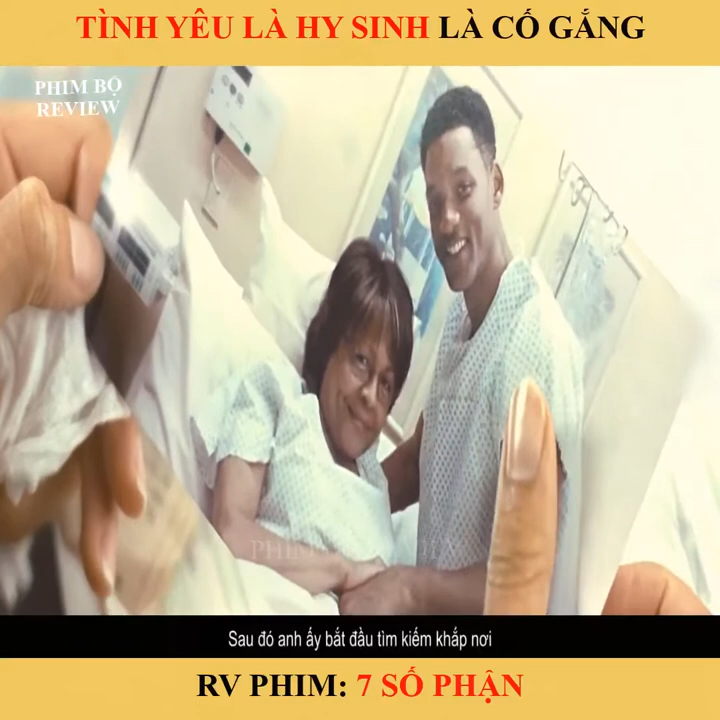 TÌNH YÊU LÀ HY SINH LÀ CỐ GẮNG
PHIM BỘ
REVIEW
Sau đó anh ấy bắt đầu tìm kiếm khắp nơi
RV PHIM: 7 SỐ PHẬN